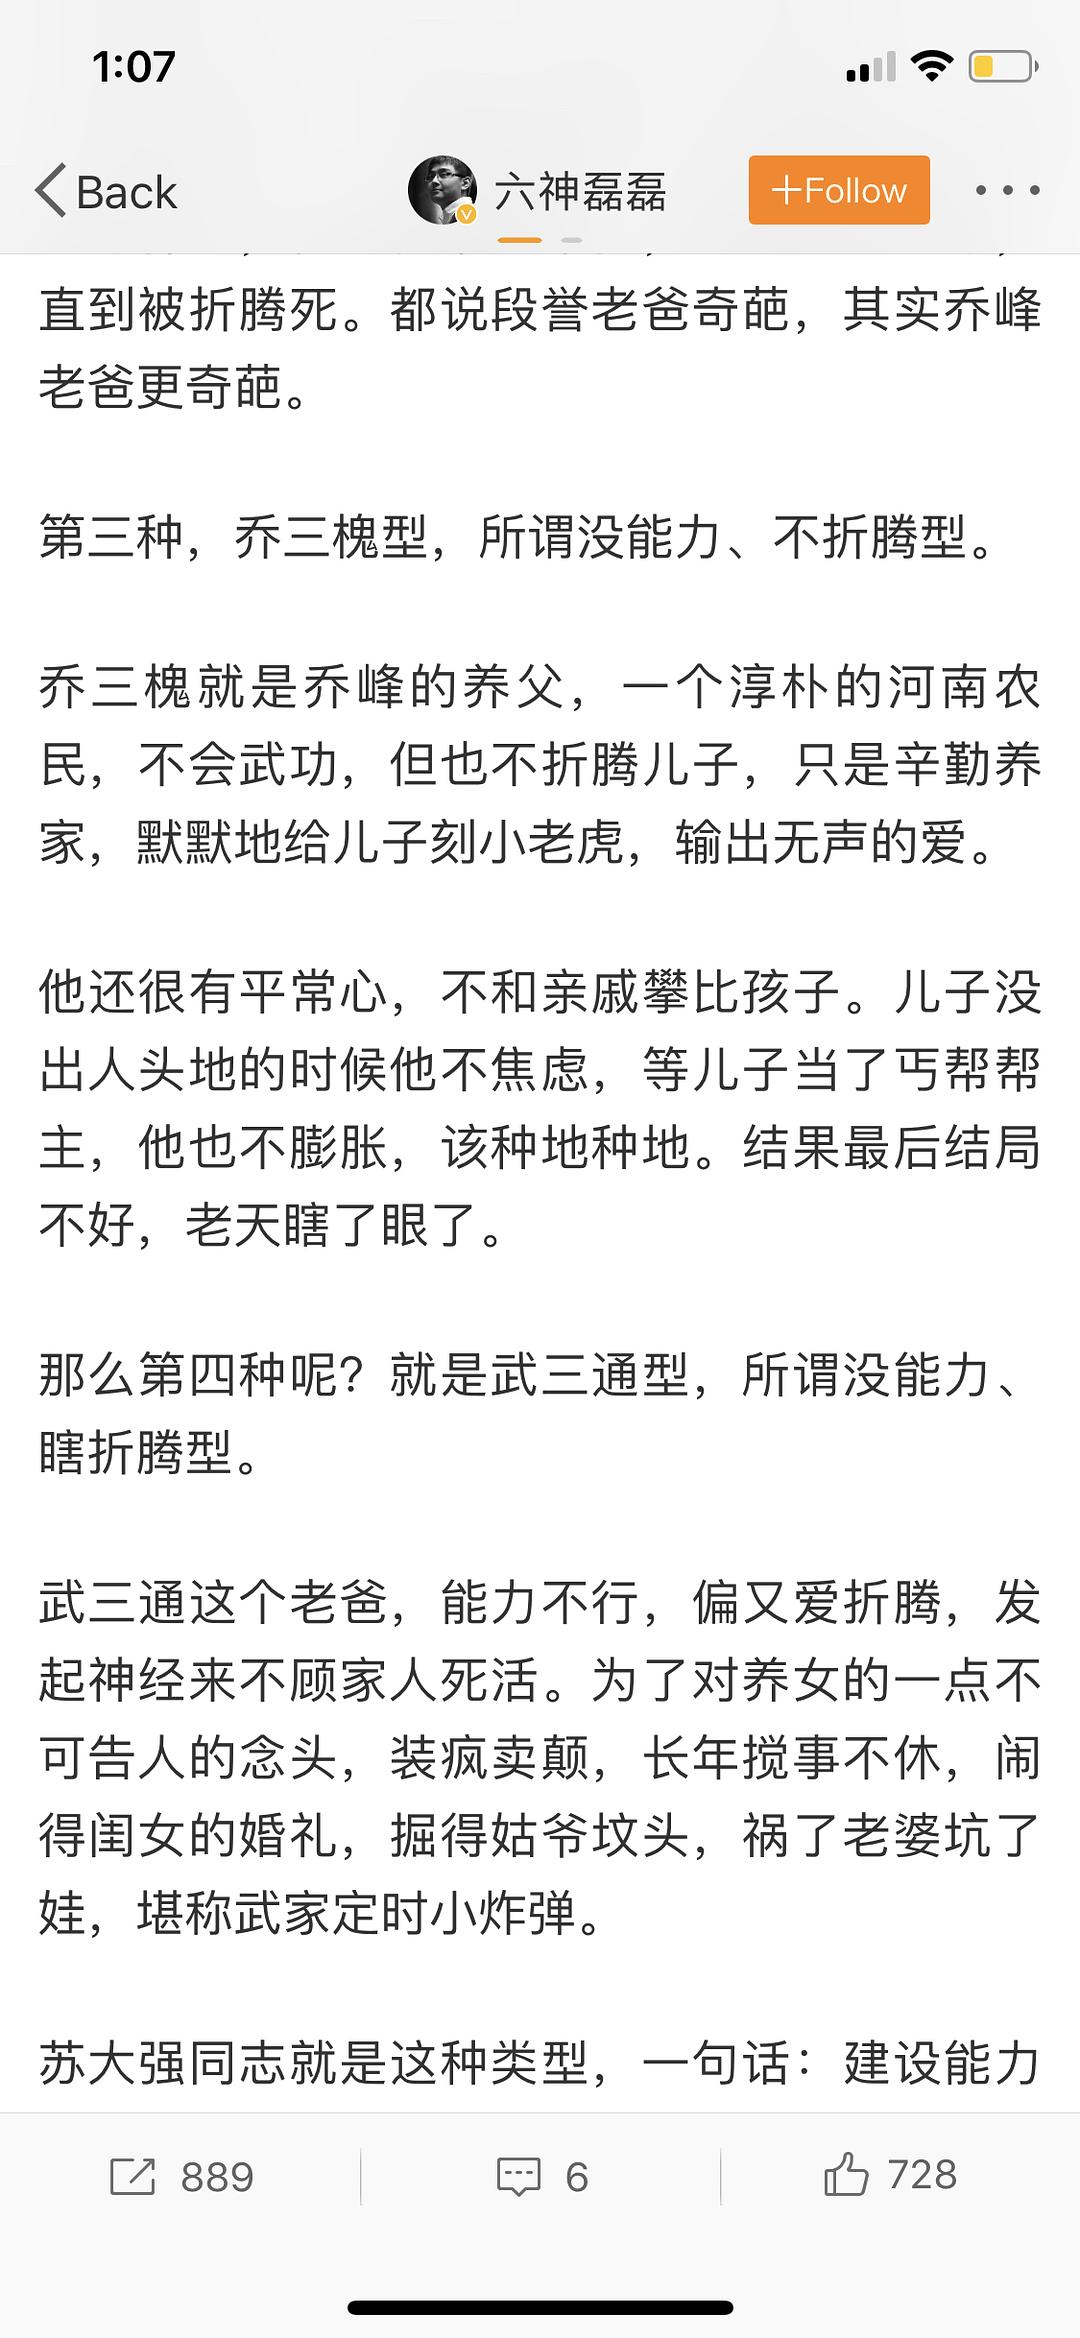 1:07
Back
六神磊磊
+Follow
直到被折腾死。都说段誉老爸奇葩，其实乔峰
老爸更奇葩。
第三种，乔三槐型，所谓没能力、不折腾型。
乔三槐就是乔峰的养父，一个淳朴的河南农
民，不会武功，但也不折腾儿子，只是辛勤养
家，默默地给儿子刻小老虎，输出无声的爱。
他还很有平常心，不和亲戚攀比孩子。儿子没
出人头地的时候他不焦虑，等儿子当了丐帮帮
主，他也不膨胀，该种地种地。结果最后结局
不好，老天瞎了眼了。
那么第四种呢？就是武三通型，所谓没能力、
瞎折腾型。
武三通这个老爸，能力不行，偏又爱折腾，发
起神经来不顾家人死活。为了对养女的一点不
可告人的念头，装疯卖颠，长年搅事不休，闹
得闺女的婚礼，掘得姑爷坟头，祸了老婆坑了
娃，堪称武家定时小炸弹。
苏大强同志就是这种类型，一句话：建设能力
889
6
728